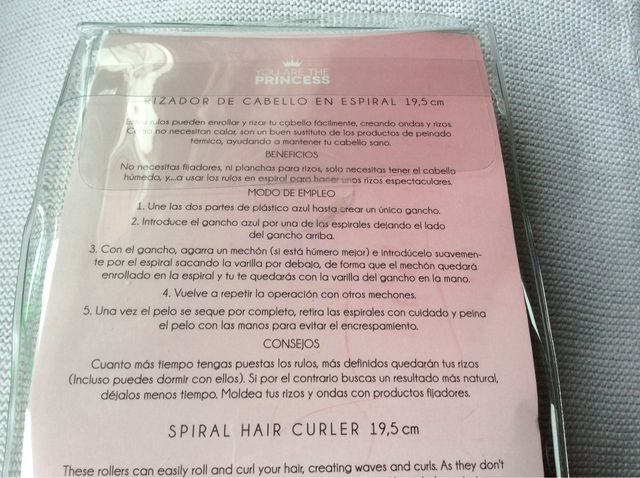 YOU ARE THE
PRINCESS
RIZADOR DE CABELLO EN ESPIRAL 19,5 cm
Estos rulos pueden enrollar y rizar tu cabello fácilmente, creando ondas y rizos.
Como no necesitan calor, son un buen sustituto de los productos de peinado
térmico, ayudando a mantener tu cabello sano.
BENEFICIOS
No necesitas fijadores, ni planchas para rizos, solo necesitas tener el cabello
húmedo, y....a usar los rulos en espiral para hacer unos rizos espectaculares.
MODO DE EMPLEO
1. Une las dos partes de plástico azul hasta crear un único gancho.
2. Introduce el gancho azul por una de las espirales dejando el lado
del gancho arriba.
3. Con el gancho, agarra un mechón (si está húmero mejor) e introdúcelo suavemen-
te por el espiral sacando la varilla por debajo, de forma que el mechón quedará
enrollado en la espiral y tu te quedarás con la varilla del gancho en la mano.
4. Vuelve a repetir la operación con otros mechones.
5. Una vez el pelo se seque por completo, retira las espirales con cuidado y peina
el pelo con las manos para evitar el encrespamiento.
CONSEJOS
Cuanto más tiempo tengas puestas los rulos, más definidos quedarán tus rizos
(Incluso puedes dormir con ellos). Si por el contrario buscas un resultado más natural,
déjalos menos tiempo. Moldea tus rizos y ondas con productos fijadores.
SPIRAL HAIR CURLER 19,5 cm
These rollers can easily roll and curl your hair, creating waves and curls. As they don't